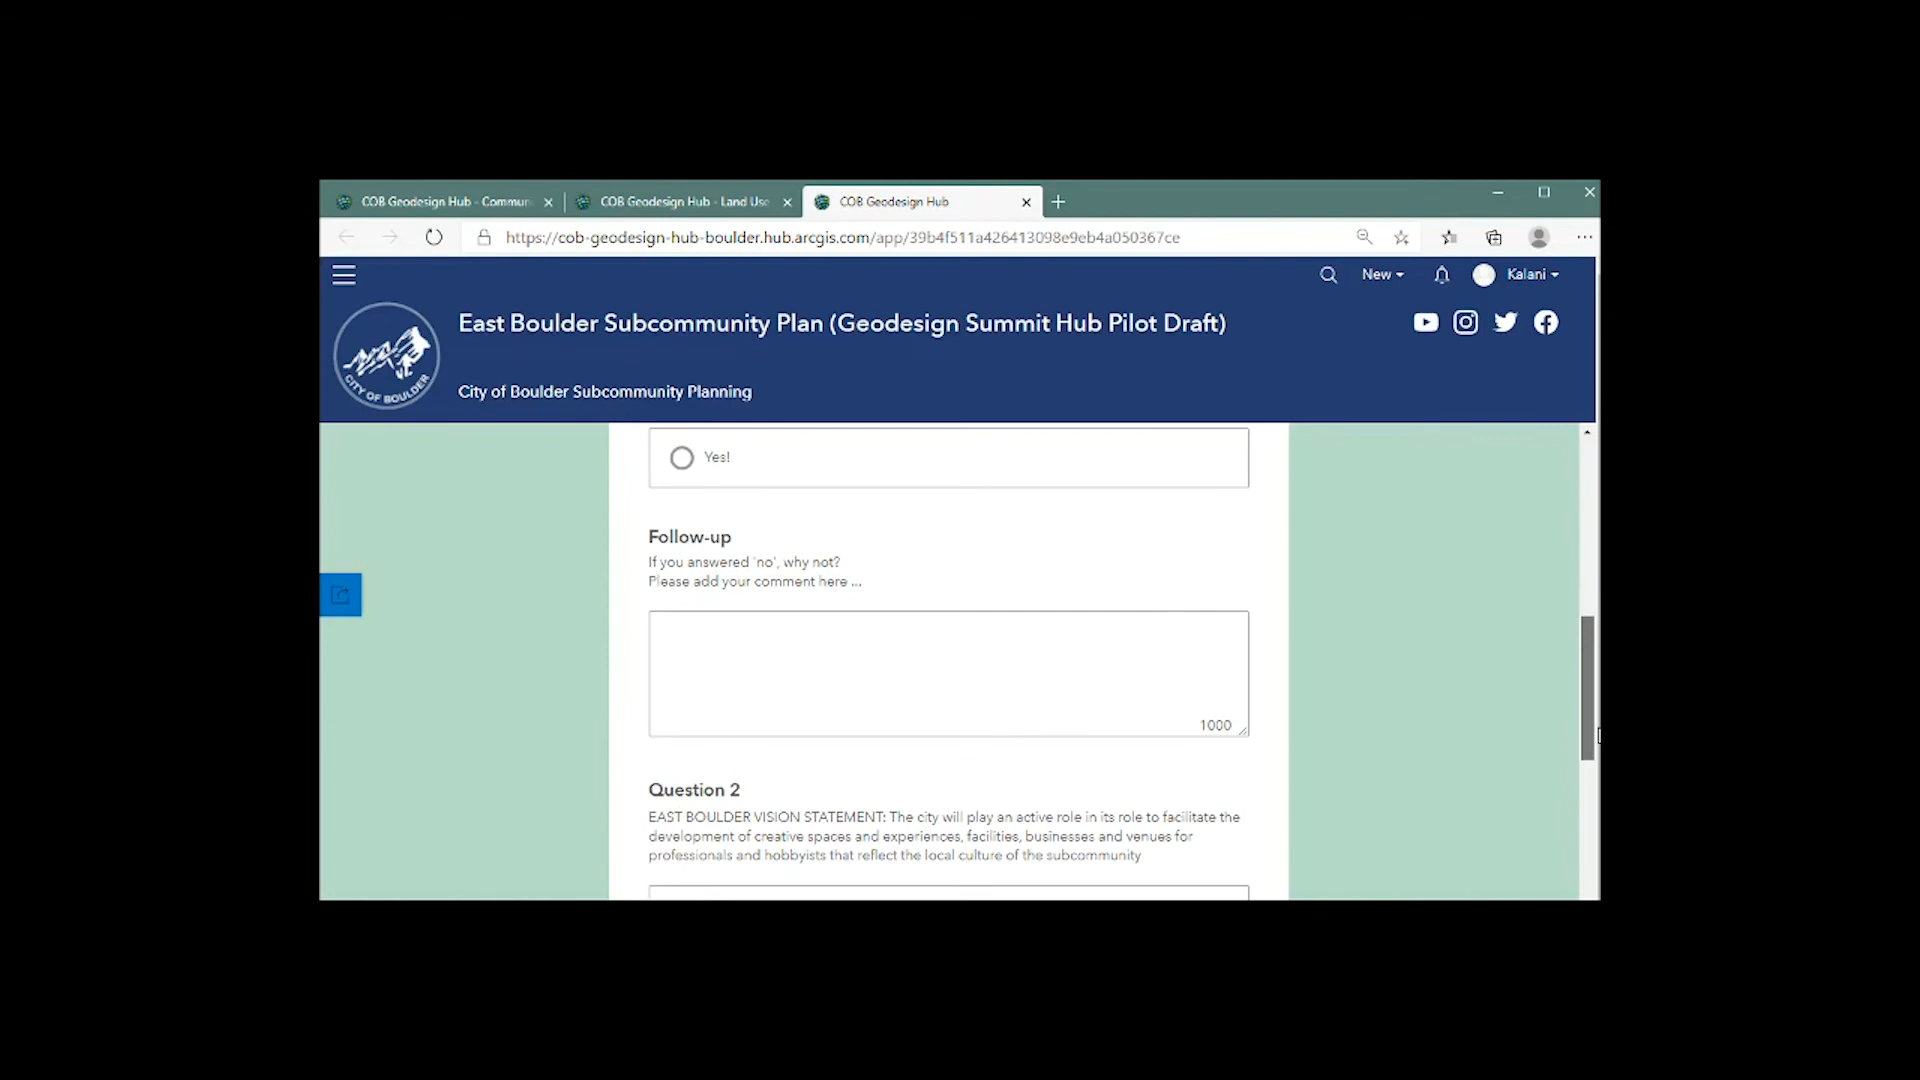 COB Geodesign Hub - Commun
COB Geodesign Hub - Land Use
COB Geodesign Hub
https://cob-geodesign-hub-boulder.hub.arcgis.com/app/39b4f511a426413098e9eb4a050367ce
New
Kalani
East Boulder Subcommunity Plan (Geodesign Summit Hub Pilot Draft)
CITY OF BOULDER
City of Boulder Subcommunity Planning
Yes!
Follow-up
If you answered 'no', why not?
Please add your comment here ...
1000
Question 2
EAST BOULDER VISION STATEMENT: The city will play an active role in its role to facilitate the
development of creative spaces and experiences, facilities, businesses and venues for
professionals and hobbyists that reflect the local culture of the subcommunity